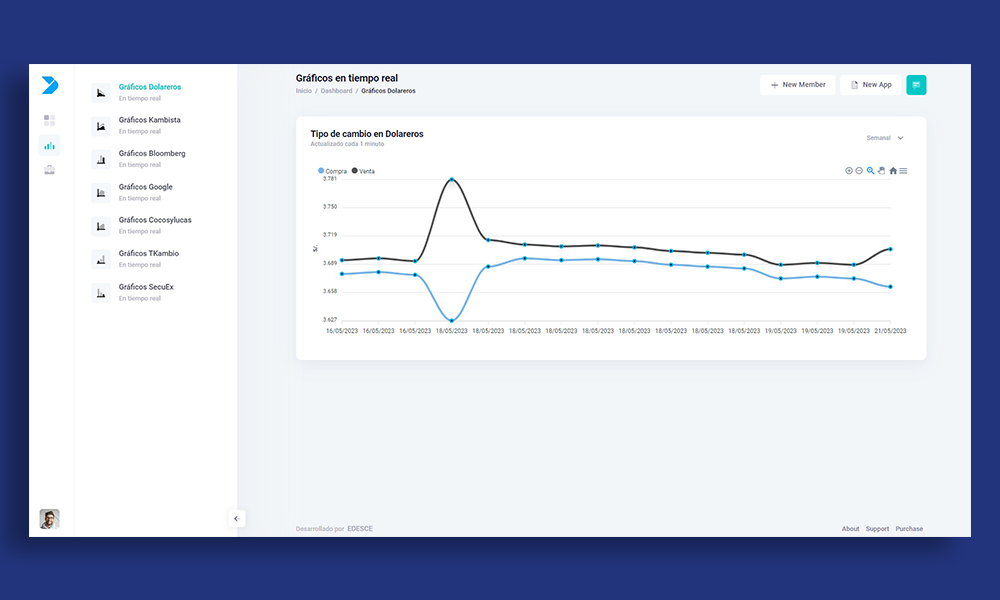 Gráficos Dolareros
En tiempo real
Gráficos Kambista
En tiempo real
Gráficos Bloomberg
En tiempo real
Gráficos Google
En tiempo real
Gráficos Cocosylucas
En tiempo real
Gráficos TKambio
En tiempo real
Gráficos SecuEx
En tiempo real
Gráficos en tiempo real
Inicio / Dashboard / Gráficos Dolareros
+ New Member
New App
Tipo de cambio en Dolareros
Actualizado cada 1 minuto
Semanal
Compra Venta
3.781
3.750
3.719
3.689
3.658
3.627
S/.
16/05/2023 16/05/2023 16/05/2023 18/05/2023 18/05/2023 18/05/2023 18/05/2023 18/05/2023 18/05/2023 18/05/2023 18/05/2023 18/05/2023 19/05/2023 19/05/2023 19/05/2023 21/05/2023
Desarrollado por EDESCE
About Support Purchase